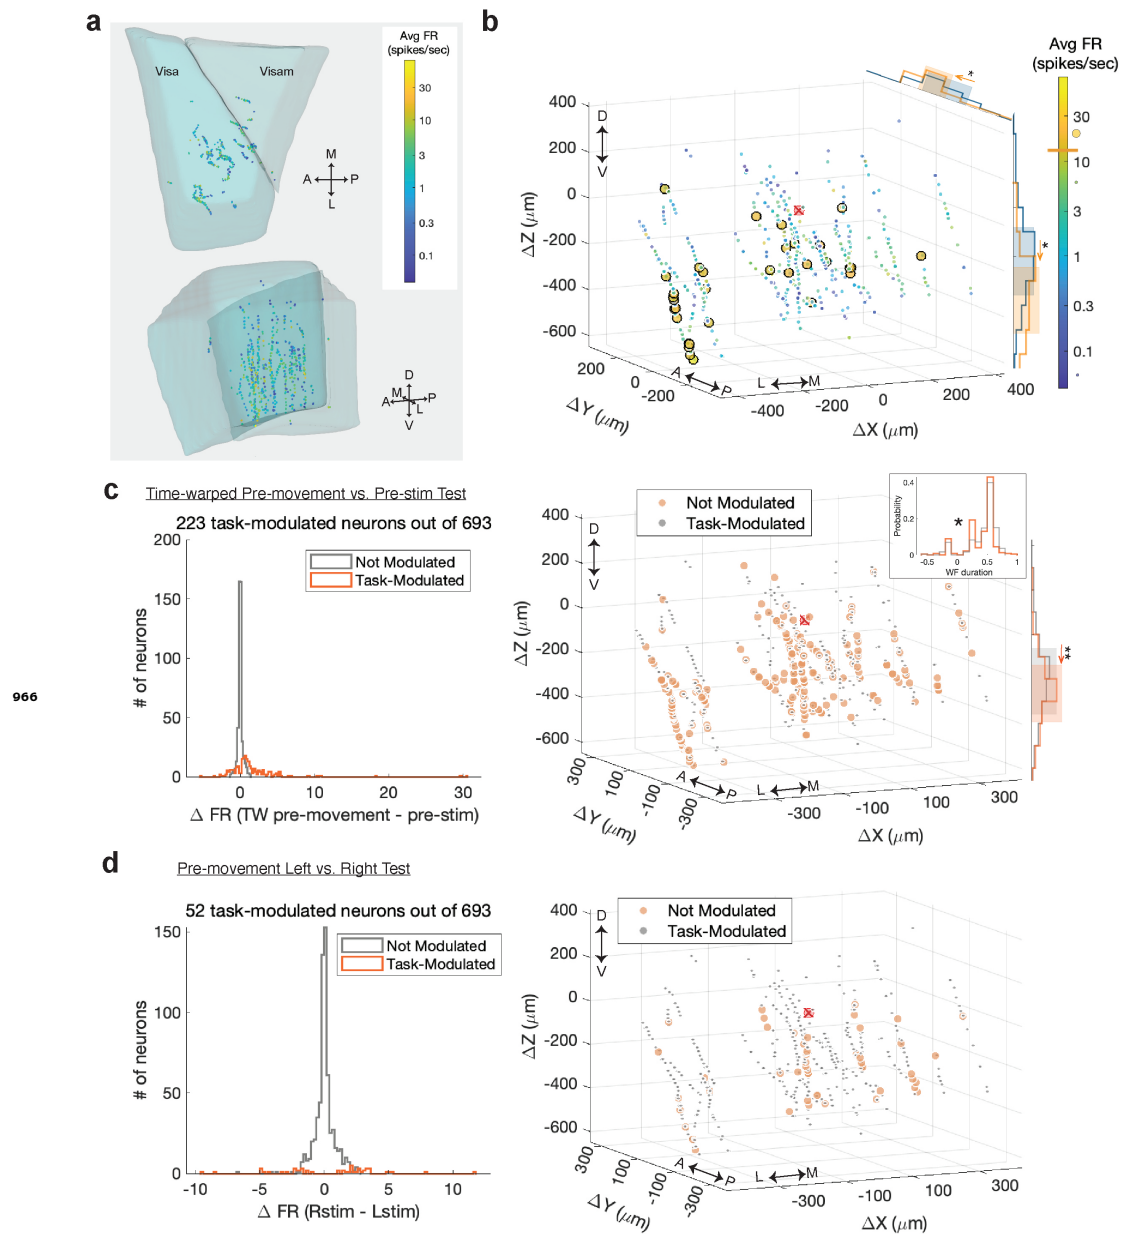 a
Avg FR
(spikes/sec)
Visa
Visam
30
10
3
1
0.3
0.1
M
A
P
L
D
M
A
P
L
V
b
Avg FR
(spikes/sec)
400
200
0
-200
-400
-600
ΔZ (μm)
D
V
*
*
30
10
3
1
0.3
0.1
200
0
-200
ΔY (μm)
A
P
L
M
-400
-200
0
200
400
ΔX (μm)
c
Time-warped Pre-movement vs. Pre-stim Test
223 task-modulated neurons out of 693
200
150
100
50
0
# of neurons
Not Modulated
Task-Modulated
0
10
20
30
Δ FR (TW pre-movement - pre-stim)
Not Modulated
Task-Modulated
400
200
0
-200
-400
-600
ΔZ (μm)
D
V
0.4
0.2
0
Probability
*
-0.5
0
0.5
1
WF duration
**
300
100
-100
-300
ΔY (μm)
A
P
L
M
-300
-100
100
300
ΔX (μm)
966
d
Pre-movement Left vs. Right Test
52 task-modulated neurons out of 693
150
100
50
0
# of neurons
Not Modulated
Task-Modulated
-10
-5
0
5
10
Δ FR (Rstim - Lstim)
Not Modulated
Task-Modulated
400
200
0
-200
-400
-600
ΔZ (μm)
D
V
300
100
-100
-300
ΔY (μm)
A
P
L
M
-300
-100
100
300
ΔX (μm)